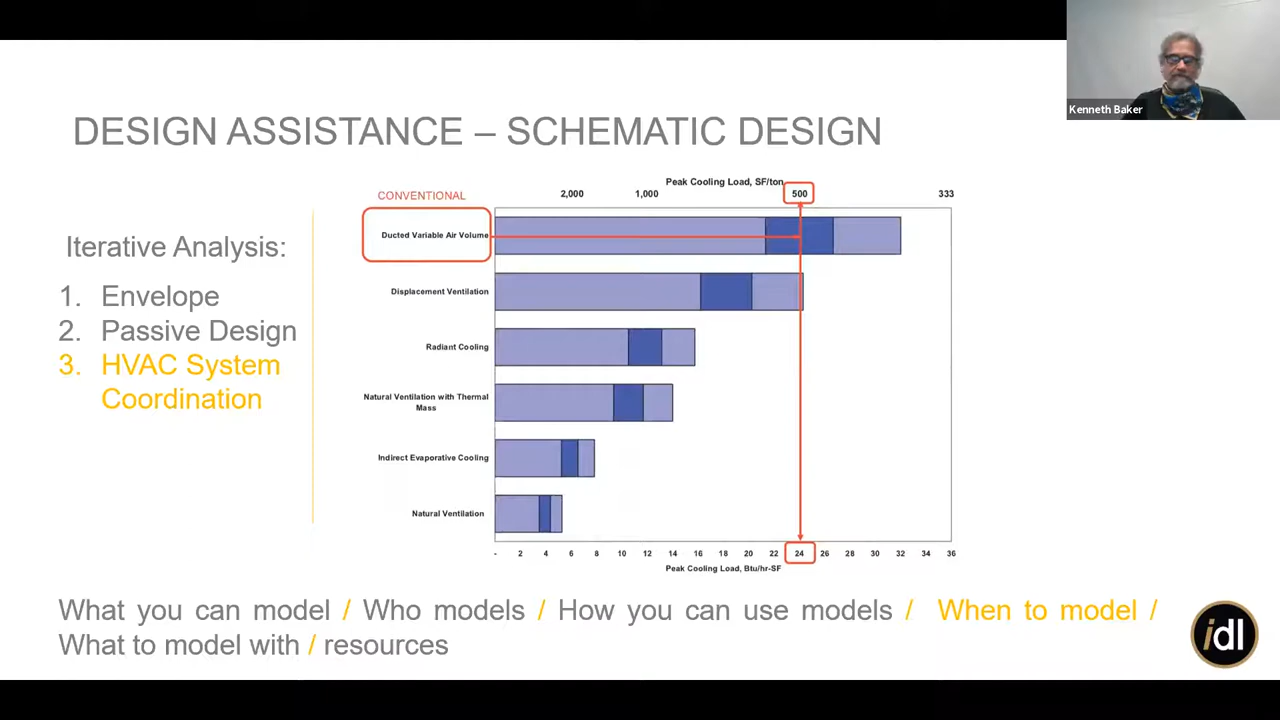 Kenneth Baker
DESIGN ASSISTANCE – SCHEMATIC DESIGN
Iterative Analysis:
1. Envelope
2. Passive Design
3. HVAC System
Coordination
Peak Cooling Load, SF/ton
CONVENTIONAL
2,000 1,000 500 333
Ducted Variable Air Volume
Displacement Ventilation
Radiant Cooling
Natural Ventilation with Thermal
Mass
Indirect Evaporative Cooling
Natural Ventilation
- 2 4 6 8 10 12 14 16 18 20 22 24 26 28 30 32 34 36
Peak Cooling Load, Btu/hr-SF
What you can model / Who models / How you can use models / When to model /
What to model with / resources
idl